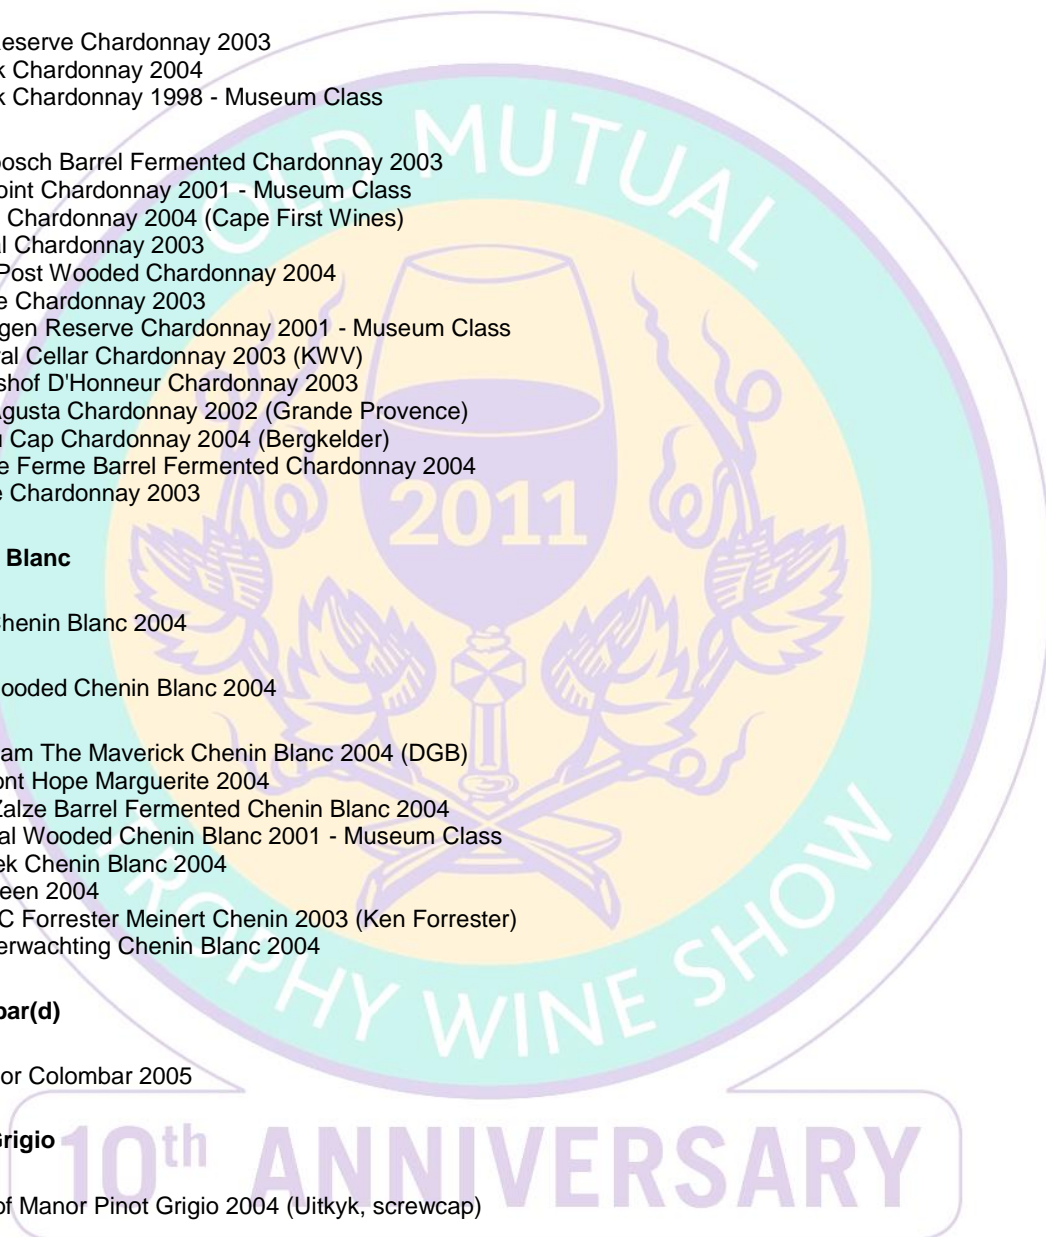 eserve Chardonnay 2003
k Chardonnay 2004
k Chardonnay 1998 - Museum Class
osch Barrel Fermented Chardonnay 2003
oint Chardonnay 2001 - Museum Class
Chardonnay 2004 (Cape First Wines)
al Chardonnay 2003
Post Wooded Chardonnay 2004
e Chardonnay 2003
gen Reserve Chardonnay 2001 - Museum Class
ral Cellar Chardonnay 2003 (KWV)
shof D'Honneur Chardonnay 2003
Agusta Chardonnay 2002 (Grande Provence)
u Cap Chardonnay 2004 (Bergkelder)
e Ferme Barrel Fermented Chardonnay 2004
e Chardonnay 2003
Blanc
Chenin Blanc 2004
ooded Chenin Blanc 2004
am The Maverick Chenin Blanc 2004 (DGB)
ont Hope Marguerite 2004
Zalze Barrel Fermented Chenin Blanc 2004
al Wooded Chenin Blanc 2001 - Museum Class
ek Chenin Blanc 2004
een 2004
C Forrester Meinert Chenin 2003 (Ken Forrester)
erwachting Chenin Blanc 2004
bar(d)
or Colombar 2005
Grigio
of Manor Pinot Grigio 2004 (Uitkyk, screwcap)
OLD MUTUAL
2011
TROPHY WINE SHOW
10th ANNIVERSARY